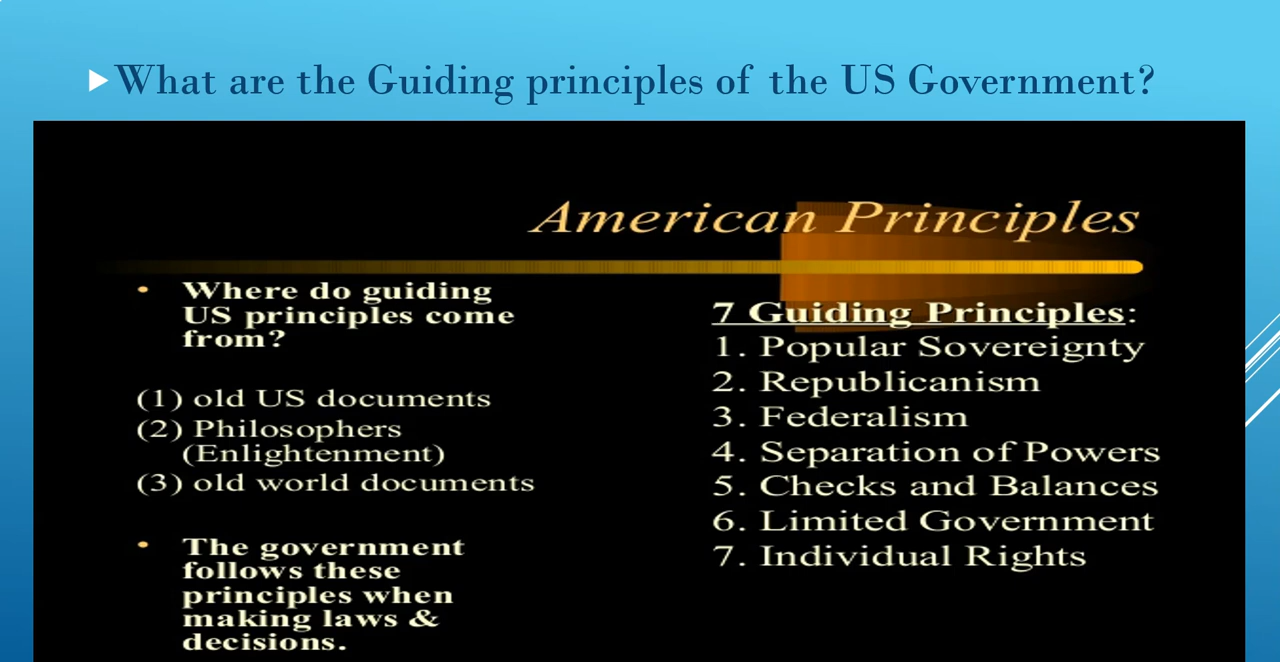 What are the Guiding principles of the US Government?
American Principles
• Where do guiding
US principles come
from?
(1) old US documents
(2) Philosophers
(Enlightenment)
(3) old world documents
• The government
follows these
principles when
making laws &
decisions.
7 Guiding Principles:
1. Popular Sovereignty
2. Republicanism
3. Federalism
4. Separation of Powers
5. Checks and Balances
6. Limited Government
7. Individual Rights